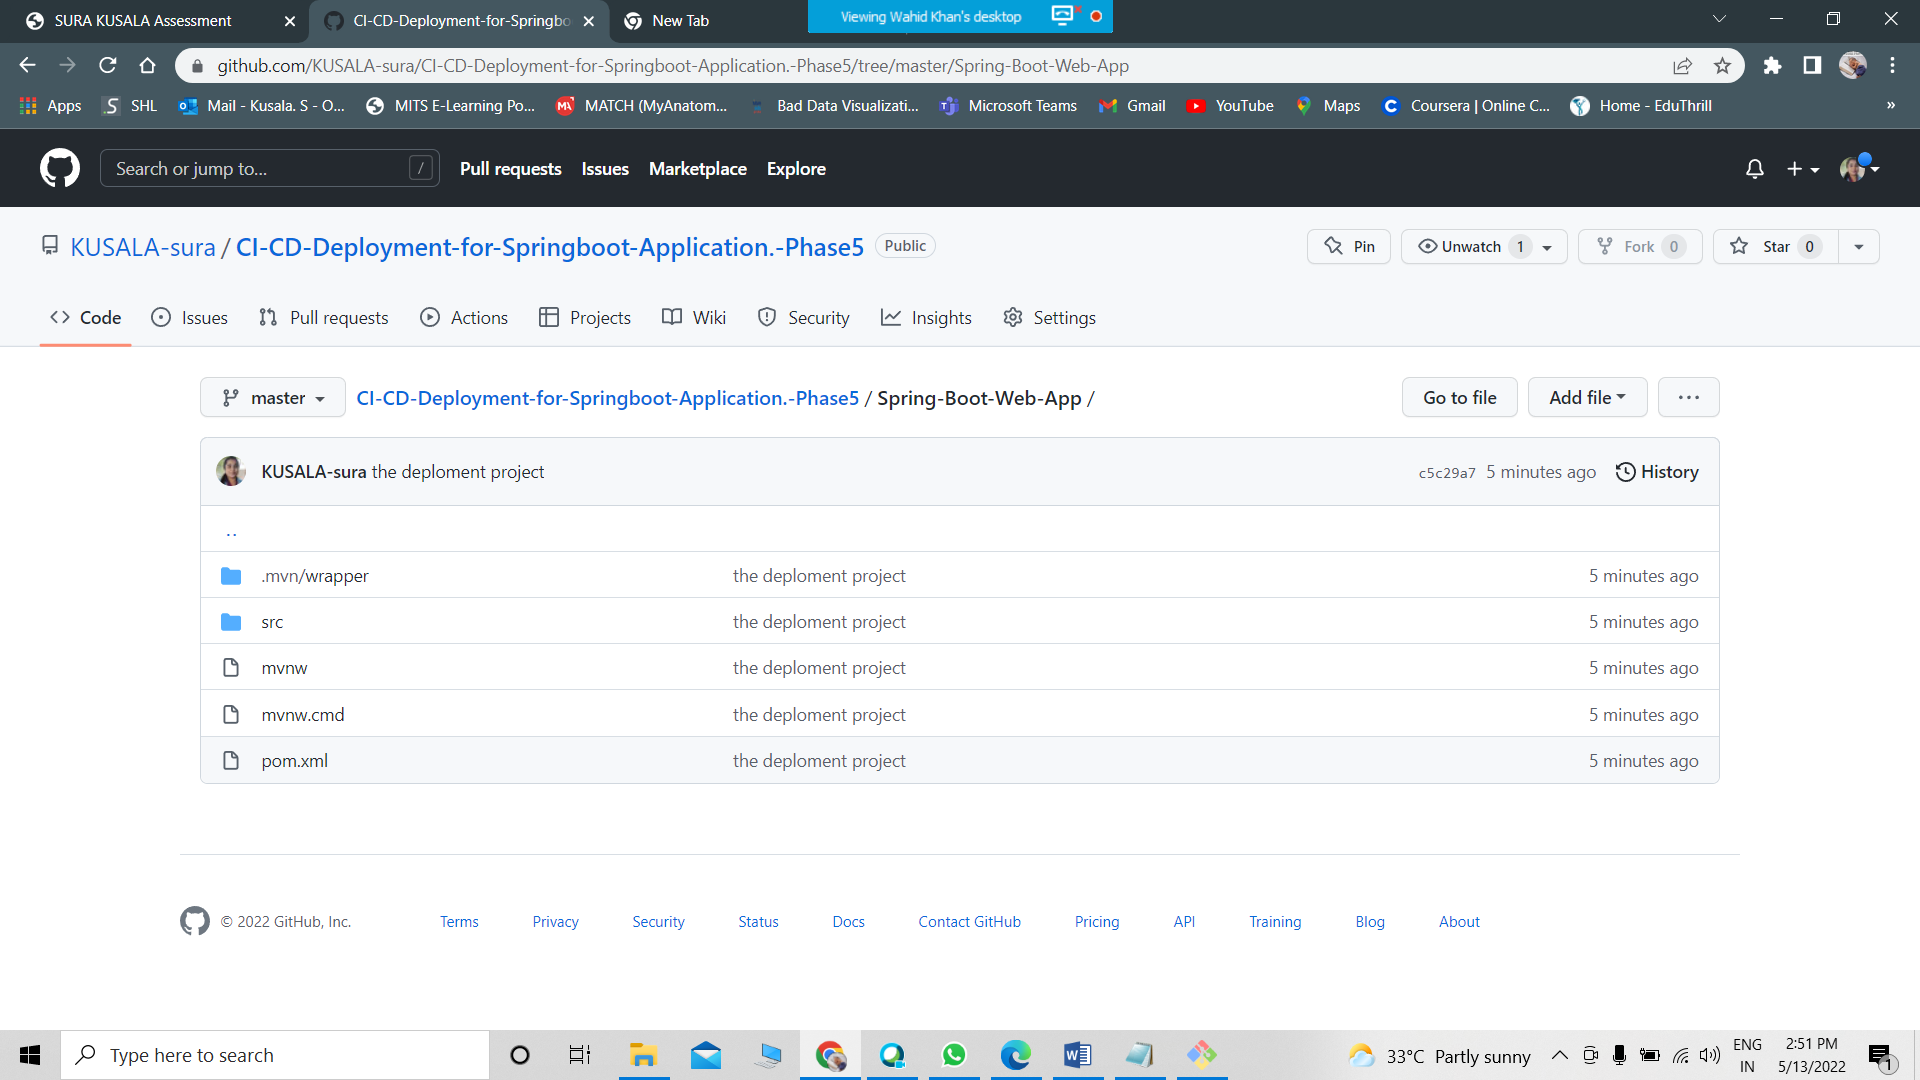 SURA KUSALA Assessment
CI-CD-Deployment-for-Springbo
New Tab
Viewing Wahid Khan's desktop
github.com/KUSALA-sura/CI-CD-Deployment-for-Springboot-Application.-Phase5/tree/master/Spring-Boot-Web-App
Apps SHL Mail - Kusala. S - O... MITS E-Learning Po... MATCH (MyAnatom... Bad Data Visualizati... Microsoft Teams Gmail YouTube Maps Coursera | Online C... Home - EduThrill »
Search or jump to... / Pull requests Issues Marketplace Explore
KUSALA-sura / CI-CD-Deployment-for-Springboot-Application.-Phase5 Public Pin Unwatch 1 Fork 0 Star 0
<> Code Issues Pull requests Actions Projects Wiki Security Insights Settings
master CI-CD-Deployment-for-Springboot-Application.-Phase5 / Spring-Boot-Web-App / Go to file Add file ...
KUSALA-sura the deploment project c5c29a7 5 minutes ago History
..
.mvn/wrapper the deploment project 5 minutes ago
src the deploment project 5 minutes ago
mvnw the deploment project 5 minutes ago
mvnw.cmd the deploment project 5 minutes ago
pom.xml the deploment project 5 minutes ago
© 2022 GitHub, Inc. Terms Privacy Security Status Docs Contact GitHub Pricing API Training Blog About
Type here to search
33°C Partly sunny
ENG
IN
2:51 PM
5/13/2022
1